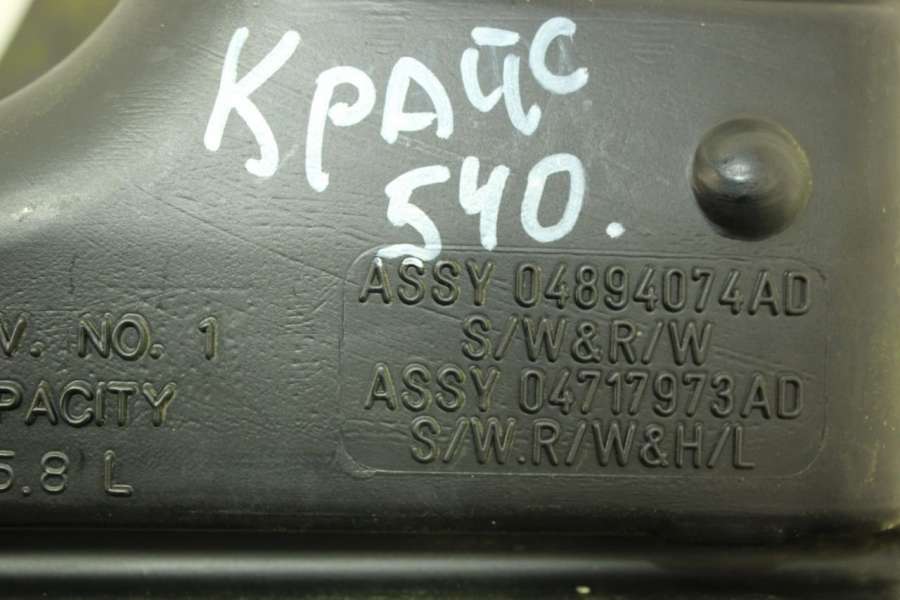 Крайс
540.
ASSY 04894074AD
S/W&R/W
ASSY 04717973AD
S/W.R/W&H/L
V. NO. 1
PACITY
5.8 L